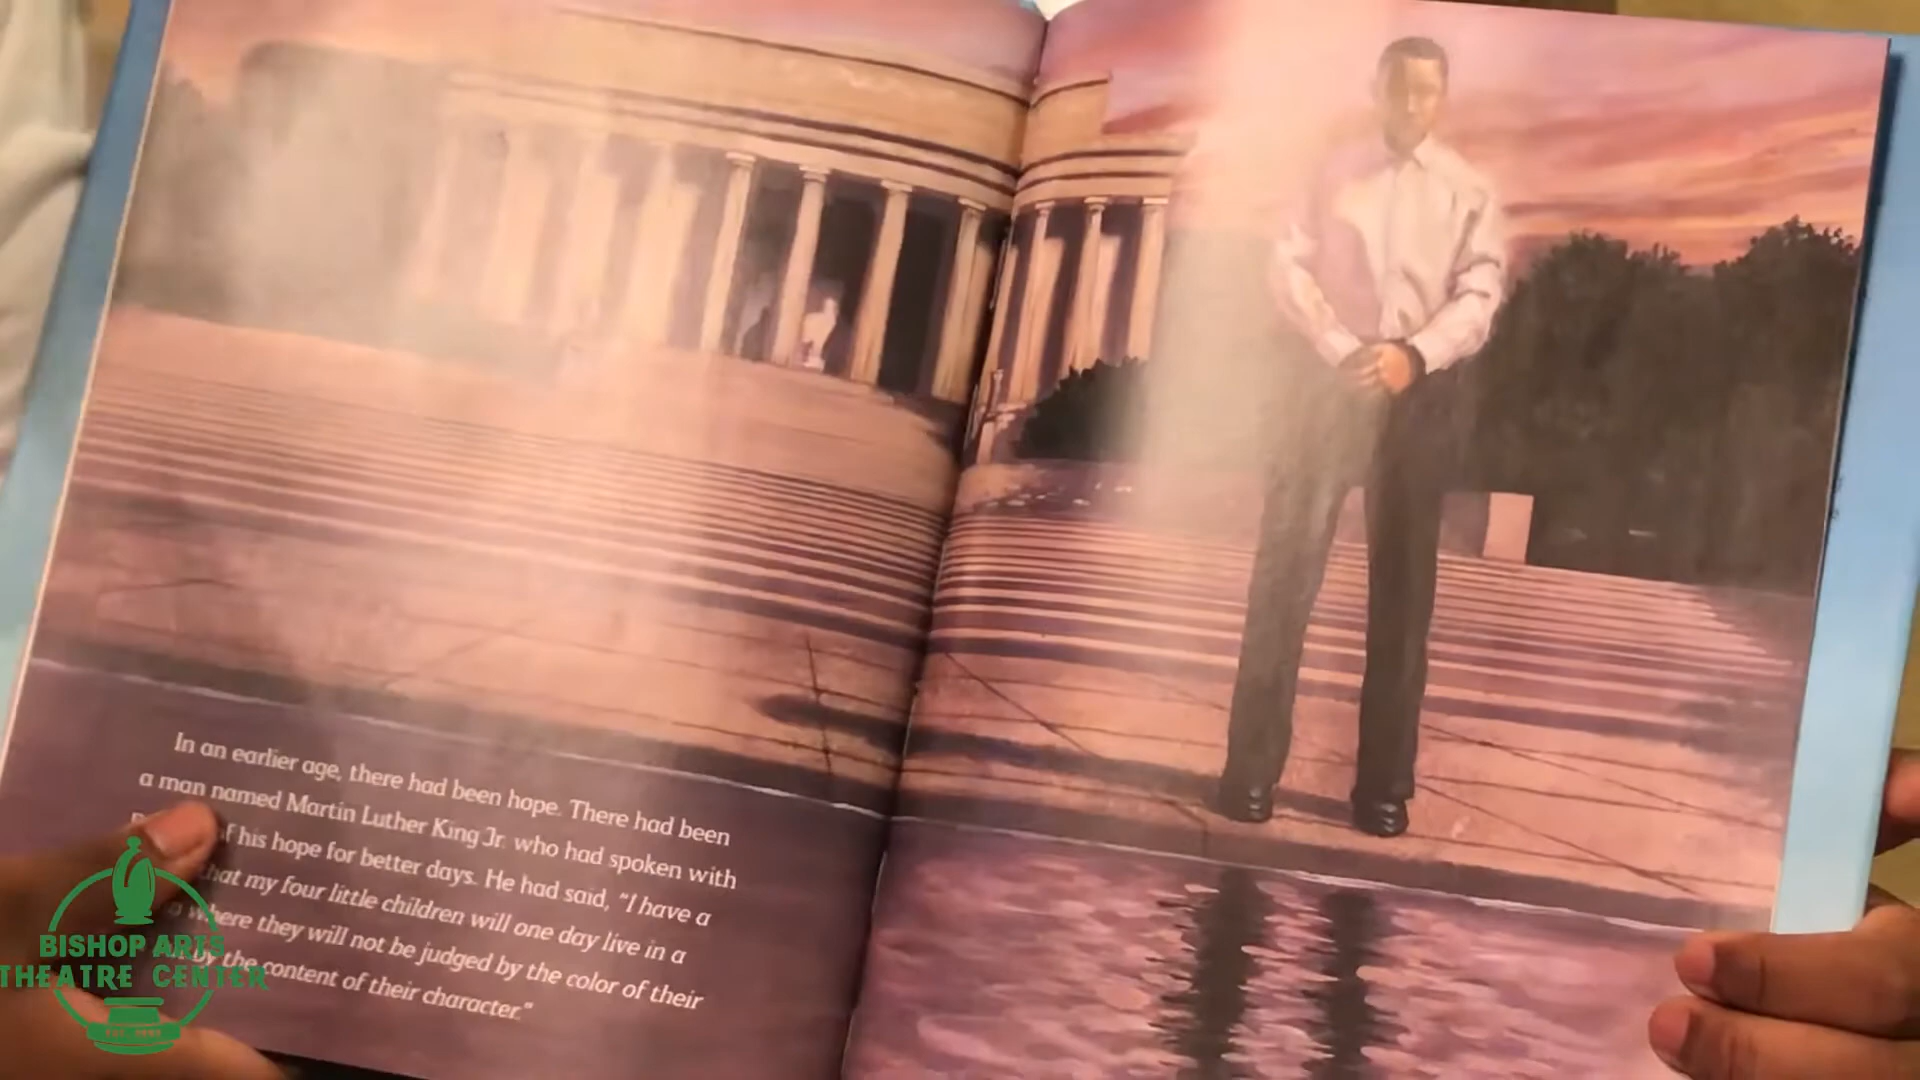 In an earlier age, there had been hope. There had been
a man named Martin Luther King Jr. who had spoken with
his hope for better days. He had said, "I have a
that my four little children will one day live in a
where they will not be judged by the color of their
by the content of their character."
BISHOP ARTS
THEATRE CENTER